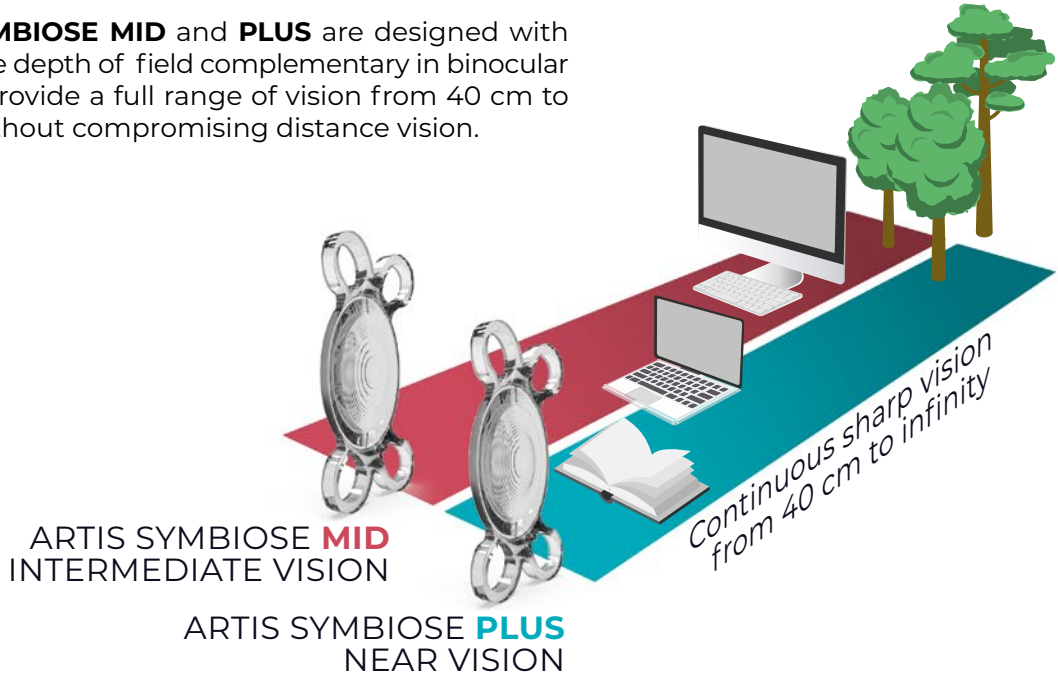 MBIOSE MID and PLUS are designed with
e depth of field complementary in binocular
rovide a full range of vision from 40 cm to
thout compromising distance vision.
Continuous sharp vision
from 40 cm to infinity
ARTIS SYMBIOSE MID
INTERMEDIATE VISION
ARTIS SYMBIOSE PLUS
NEAR VISION